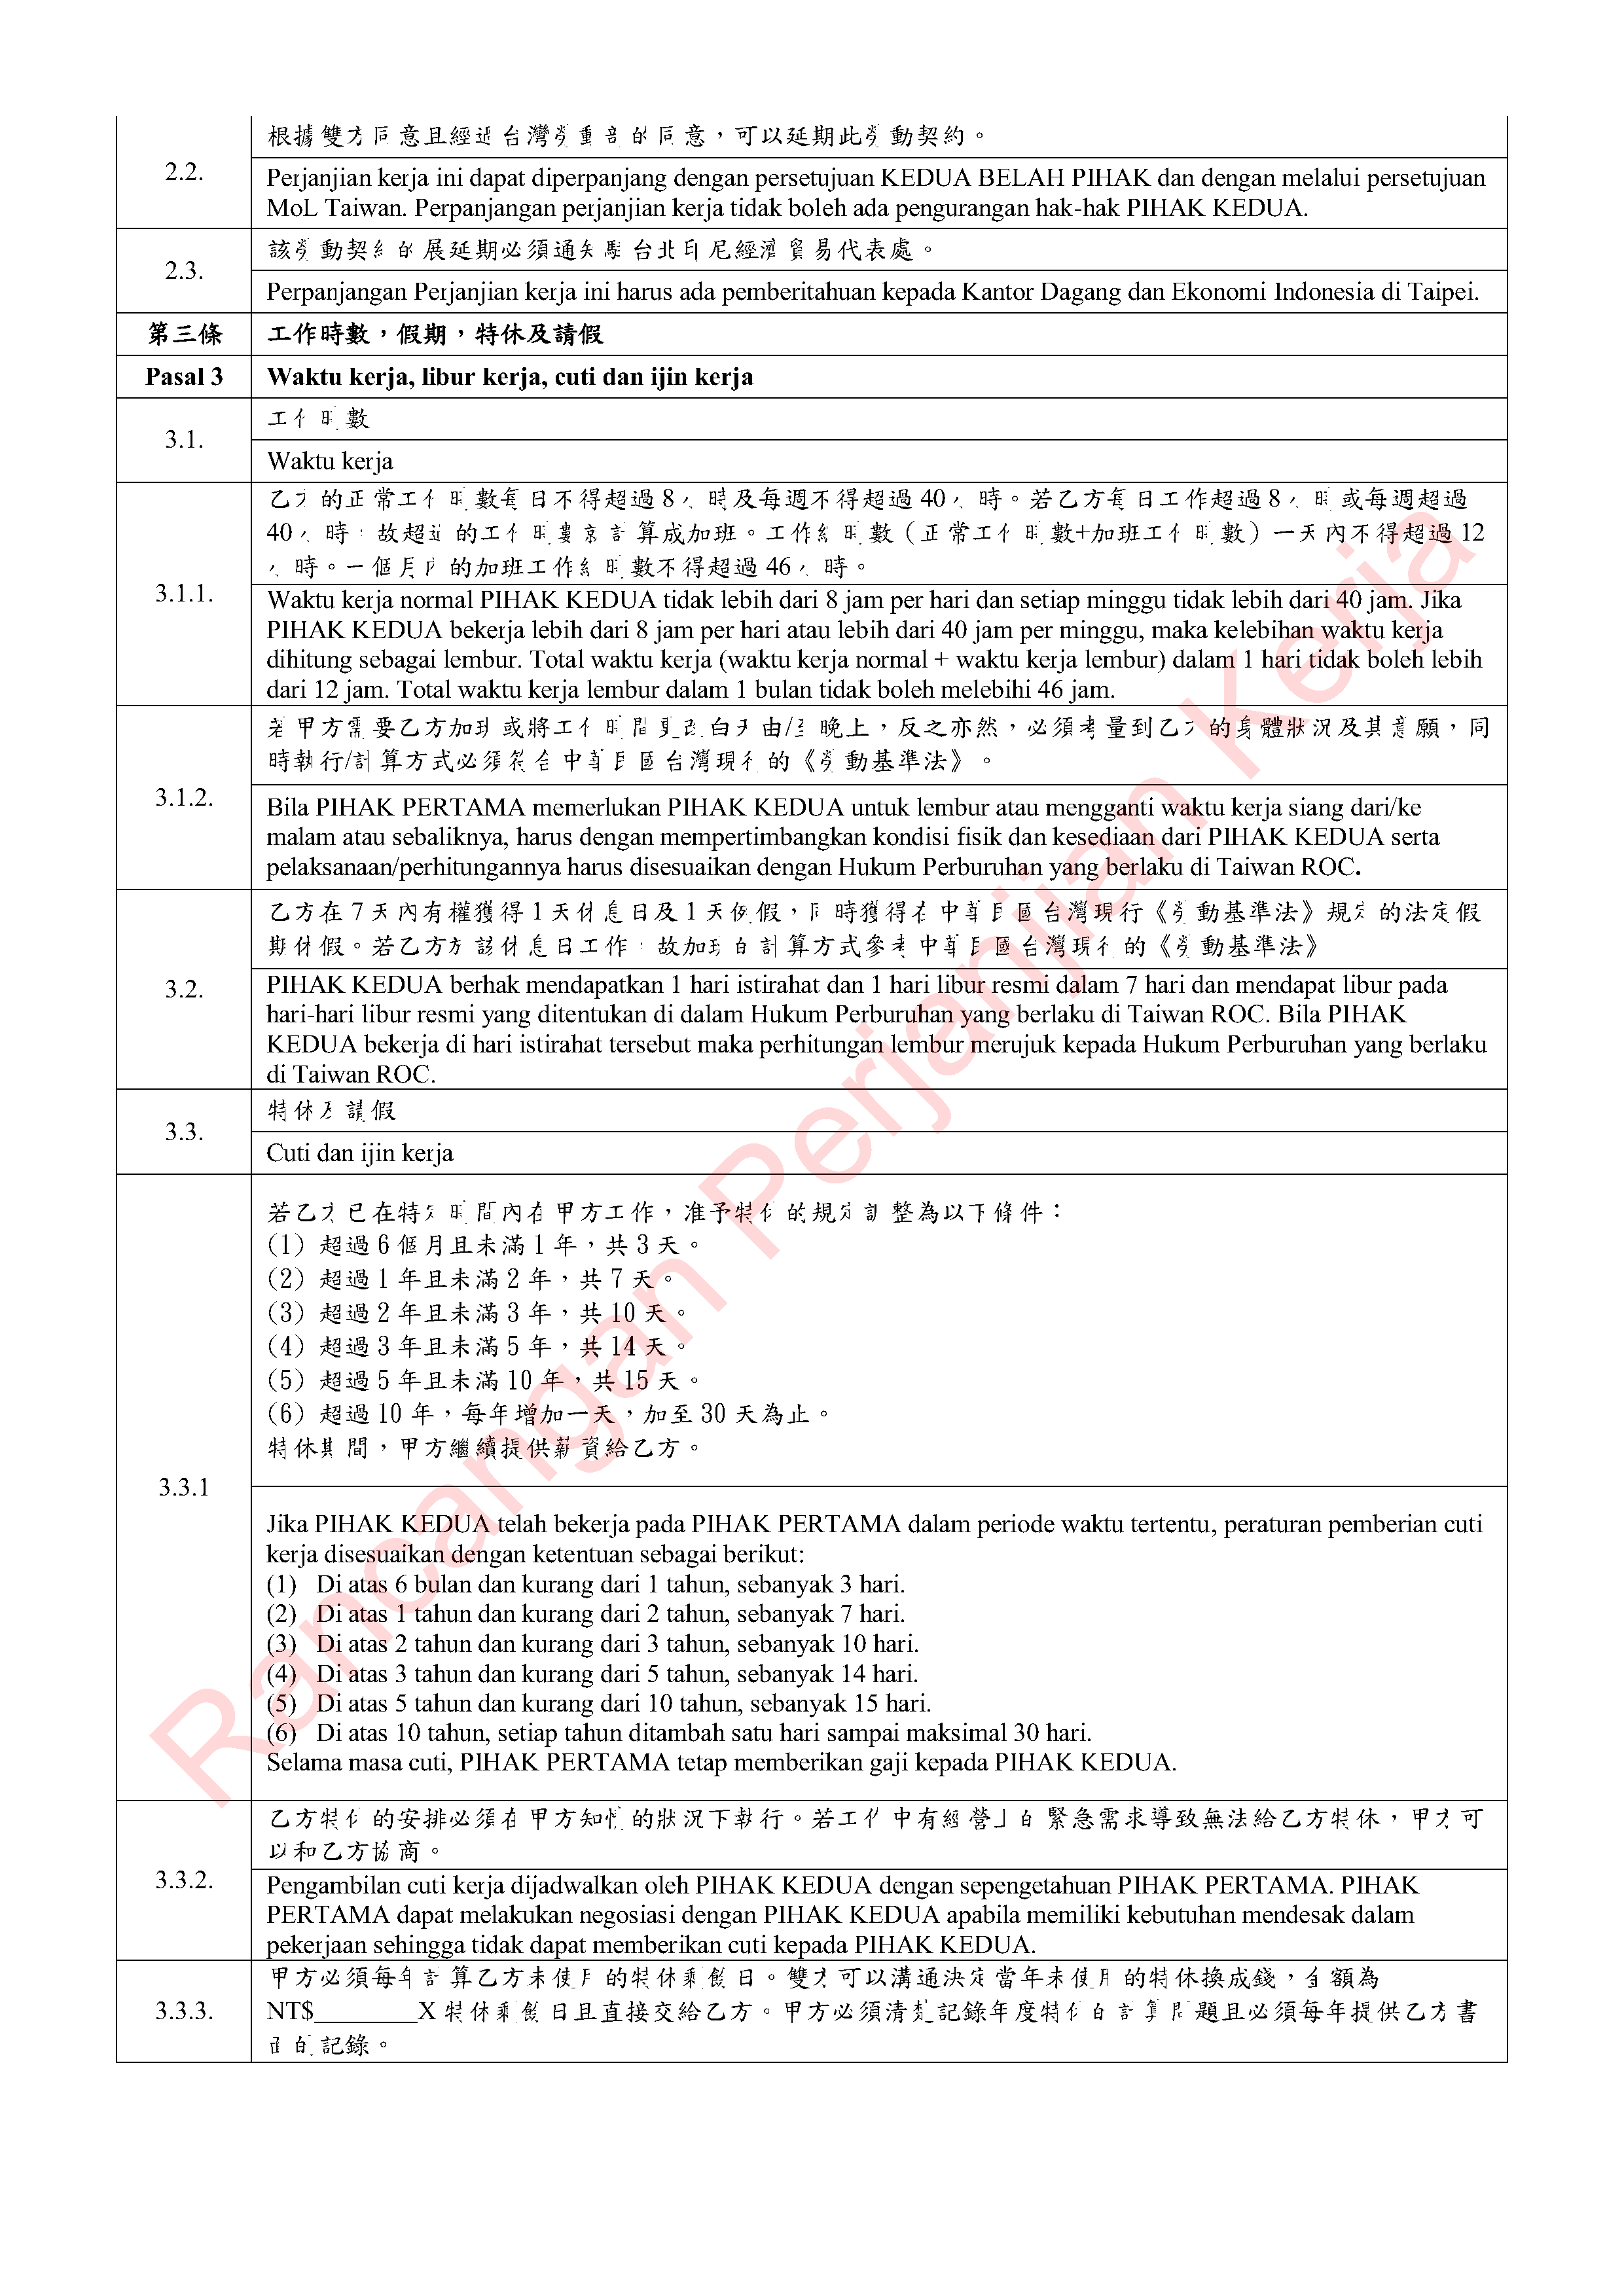 2.2.
根據雙方同意且經過台灣勞動部的同意，可以延期此勞動契約。
Perjanjian kerja ini dapat diperpanjang dengan persetujuan KEDUA BELAH PIHAK dan dengan melalui persetujuan
MoL Taiwan. Perpanjangan perjanjian kerja tidak boleh ada pengurangan hak-hak PIHAK KEDUA.
2.3.
該勞動契約的展延期必須通知駐台北印尼經濟貿易代表處。
Perpanjangan Perjanjian kerja ini harus ada pemberitahuan kepada Kantor Dagang dan Ekonomi Indonesia di Taipei.
第三條 工作時數，假期，特休及請假
Pasal 3 Waktu kerja, libur kerja, cuti dan ijin kerja
3.1.
工作時數
Waktu kerja
3.1.1.
乙方的正常工作時數每日不得超過 8 小時及每週不得超過 40 小時。若乙方每日工作超過 8 小時或每週超過
40 小時，故超過的工作時數應計算成加班。工作總時數（正常工作時數+加班工作時數）一天內不得超過 12
小時。一個月內的加班工作總時數不得超過 46 小時。
Waktu kerja normal PIHAK KEDUA tidak lebih dari 8 jam per hari dan setiap minggu tidak lebih dari 40 jam. Jika
PIHAK KEDUA bekerja lebih dari 8 jam per hari atau lebih dari 40 jam per minggu, maka kelebihan waktu kerja
dihitung sebagai lembur. Total waktu kerja (waktu kerja normal + waktu kerja lembur) dalam 1 hari tidak boleh lebih
dari 12 jam. Total waktu kerja lembur dalam 1 bulan tidak boleh melebihi 46 jam.
3.1.2.
若甲方需要乙方加班或將工作時間更改白天由/至晚上，反之亦然，必須考量到乙方的身體狀況及其意願，同
時執行/計算方式必須符合中華民國台灣現行的《勞動基準法》。
Bila PIHAK PERTAMA memerlukan PIHAK KEDUA untuk lembur atau mengganti waktu kerja siang dari/ke
malam atau sebaliknya, harus dengan mempertimbangkan kondisi fisik dan kesediaan dari PIHAK KEDUA serta
pelaksanaan/perhitungannya harus disesuaikan dengan Hukum Perburuhan yang berlaku di Taiwan ROC.
3.2.
乙方在 7 天內有權獲得 1 天休息日及 1 天例假，同時獲得在中華民國台灣現行《勞動基準法》規定的法定假
期休假。若乙方於該休息日工作，故加班的計算方式參考中華民國台灣現行的《勞動基準法》
PIHAK KEDUA berhak mendapatkan 1 hari istirahat dan 1 hari libur resmi dalam 7 hari dan mendapat libur pada
hari-hari libur resmi yang ditentukan di dalam Hukum Perburuhan yang berlaku di Taiwan ROC. Bila PIHAK
KEDUA bekerja di hari istirahat tersebut maka perhitungan lembur merujuk kepada Hukum Perburuhan yang berlaku
di Taiwan ROC.
3.3.
特休及請假
Cuti dan ijin kerja
3.3.1
若乙方已在特定時間內在甲方工作，准予特休的規定調整為以下條件：
(1) 超過 6 個月且未滿 1 年，共 3 天。
(2) 超過 1 年且未滿 2 年，共 7 天。
(3) 超過 2 年且未滿 3 年，共 10 天。
(4) 超過 3 年且未滿 5 年，共 14 天。
(5) 超過 5 年且未滿 10 年，共 15 天。
(6) 超過 10 年，每年增加一天，加至 30 天為止。
特休期間，甲方繼續提供薪資給乙方。
Jika PIHAK KEDUA telah bekerja pada PIHAK PERTAMA dalam periode waktu tertentu, peraturan pemberian cuti
kerja disesuaikan dengan ketentuan sebagai berikut:
(1) Di atas 6 bulan dan kurang dari 1 tahun, sebanyak 3 hari.
(2) Di atas 1 tahun dan kurang dari 2 tahun, sebanyak 7 hari.
(3) Di atas 2 tahun dan kurang dari 3 tahun, sebanyak 10 hari.
(4) Di atas 3 tahun dan kurang dari 5 tahun, sebanyak 14 hari.
(5) Di atas 5 tahun dan kurang dari 10 tahun, sebanyak 15 hari.
(6) Di atas 10 tahun, setiap tahun ditambah satu hari sampai maksimal 30 hari.
Selama masa cuti, PIHAK PERTAMA tetap memberikan gaji kepada PIHAK KEDUA.
3.3.2.
乙方特休的安排必須在甲方知情的狀況下執行。若工作中有經營上的緊急需求導致無法給乙方特休，甲方可
以和乙方協商。
Pengambilan cuti kerja dijadwalkan oleh PIHAK KEDUA dengan sepengetahuan PIHAK PERTAMA. PIHAK
PERTAMA dapat melakukan negosiasi dengan PIHAK KEDUA apabila memiliki kebutuhan mendesak dalam
pekerjaan sehingga tidak dapat memberikan cuti kepada PIHAK KEDUA.
3.3.3.
甲方必須每年計算乙方未使用的特休剩餘日。雙方可以溝通決定當年未使用的特休換成錢，金額為
NT$________X 特休剩餘日且直接交給乙方。甲方必須清楚記錄年度特休的計算問題且必須每年提供乙方書
面的記錄。
Rancangan Perjanjian Kerja